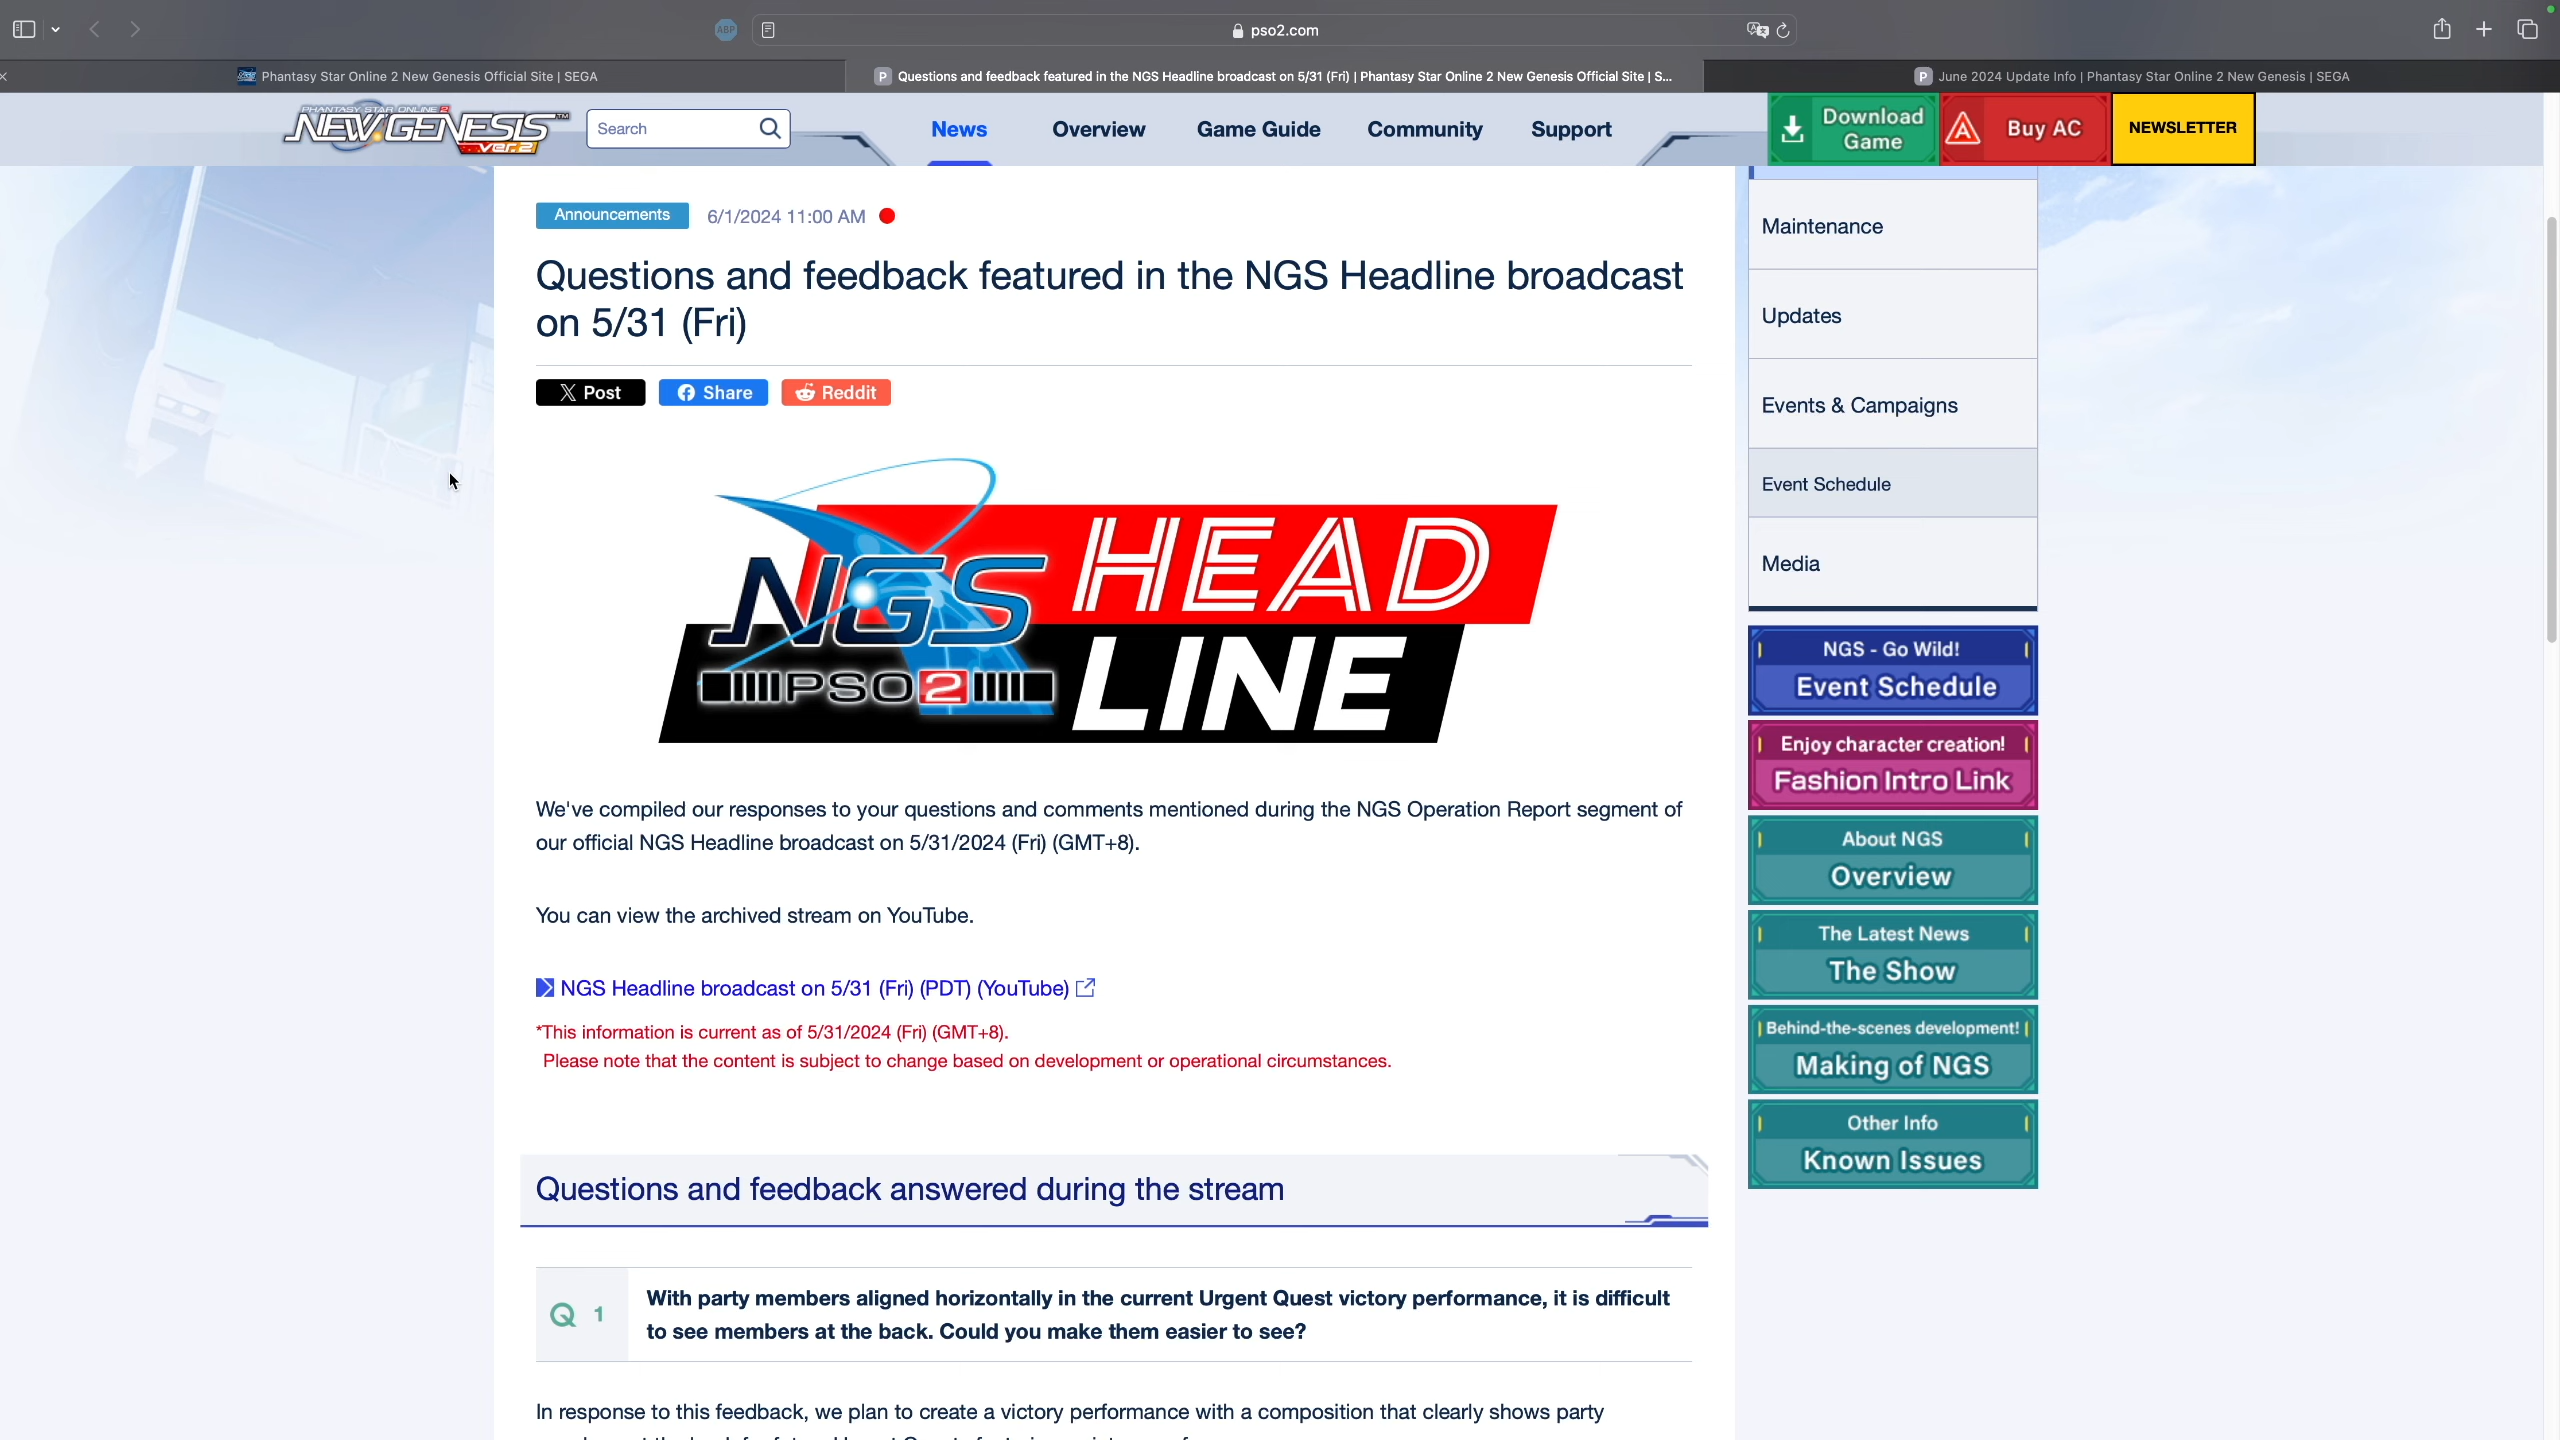 ABP
pso2.com
Phantasy Star Online 2 New Genesis Official Site | SEGA
P Questions and feedback featured in the NGS Headline broadcast on 5/31 (Fri) | Phantasy Star Online 2 New Genesis Official Site | S...
P June 2024 Update Info | Phantasy Star Online 2 New Genesis | SEGA
PHANTASY STAR ONLINE 2
NEW GENESIS™
ver.2
Search
News
Overview
Game Guide
Community
Support
Download
Game
Buy AC
NEWSLETTER
Announcements 6/1/2024 11:00 AM
Questions and feedback featured in the NGS Headline broadcast
on 5/31 (Fri)
Post
Share
Reddit
NGS HEAD
PSO2 LINE
We've compiled our responses to your questions and comments mentioned during the NGS Operation Report segment of
our official NGS Headline broadcast on 5/31/2024 (Fri) (GMT+8).
You can view the archived stream on YouTube.
NGS Headline broadcast on 5/31 (Fri) (PDT) (YouTube)
*This information is current as of 5/31/2024 (Fri) (GMT+8).
Please note that the content is subject to change based on development or operational circumstances.
Questions and feedback answered during the stream
Q 1
With party members aligned horizontally in the current Urgent Quest victory performance, it is difficult
to see members at the back. Could you make them easier to see?
In response to this feedback, we plan to create a victory performance with a composition that clearly shows party
Maintenance
Updates
Events & Campaigns
Event Schedule
Media
NGS - Go Wild!
Event Schedule
Enjoy character creation!
Fashion Intro Link
About NGS
Overview
The Latest News
The Show
Behind-the-scenes development!
Making of NGS
Other Info
Known Issues